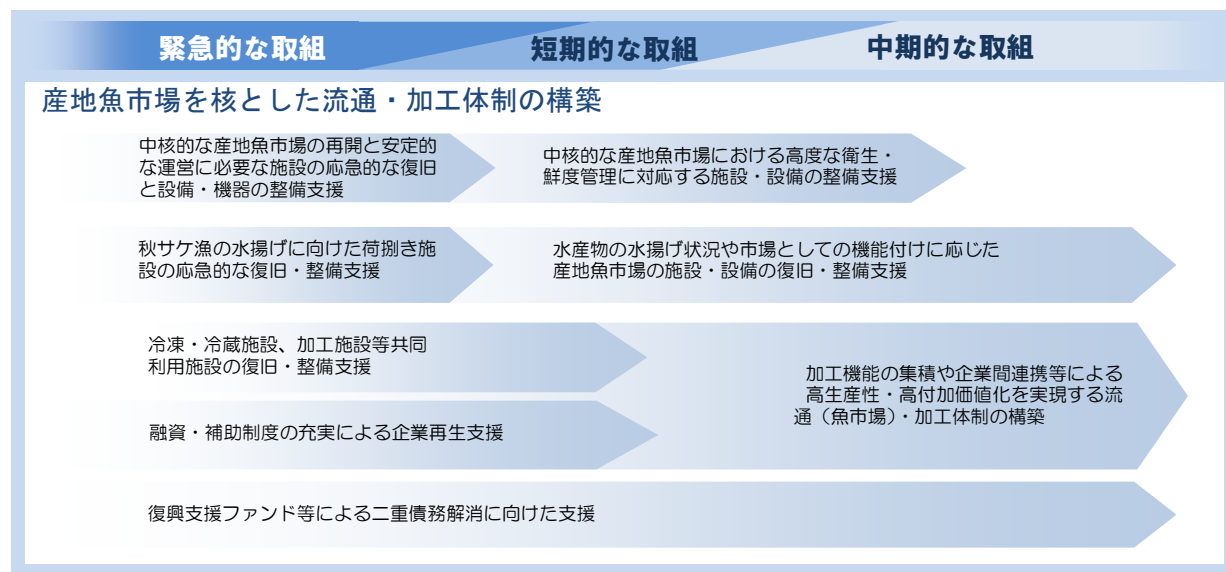 緊急的な取組
短期的な取組
中期的な取組
産地魚市場を核とした流通・加工体制の構築
中核的な産地魚市場の再開と安定的
な運営に必要な施設の応急的な復旧
と設備・機器の整備支援
中核的な産地魚市場における高度な衛生・
鮮度管理に対応する施設・設備の整備支援
秋サケ漁の水揚げに向けた荷捌き施
設の応急的な復旧・整備支援
水産物の水揚げ状況や市場としての機能付けに応じた
産地魚市場の施設・設備の復旧・整備支援
冷凍・冷蔵施設、加工施設等共同
利用施設の復旧・整備支援
融資・補助制度の充実による企業再生支援
加工機能の集積や企業間連携等による
高生産性・高付加価値化を実現する流
通（魚市場）・加工体制の構築
復興支援ファンド等による二重債務解消に向けた支援